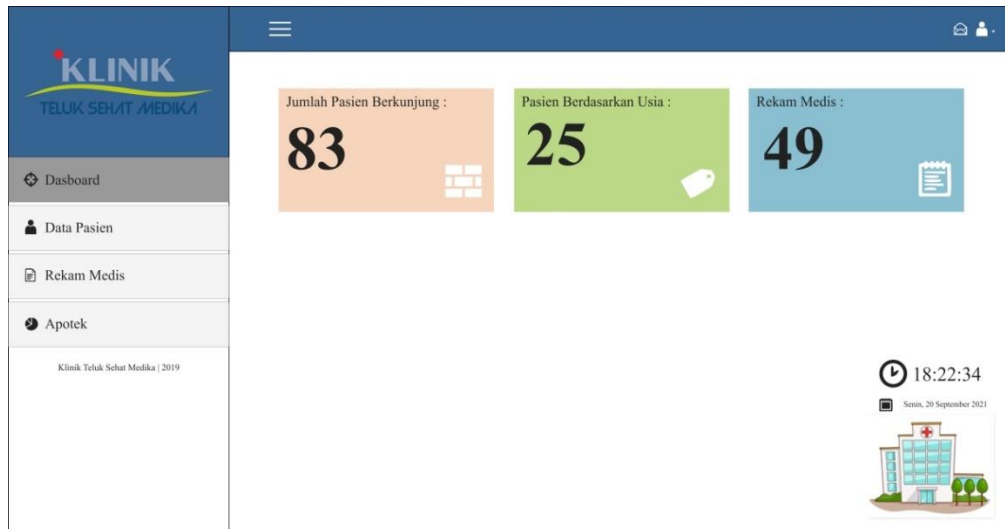 KLINIK
TELUK SEHAT MEDIKA
Dasboard
Data Pasien
Rekam Medis
Apotek
Klinik Teluk Sehat Medika | 2019
Jumlah Pasien Berkunjung :
83
Pasien Berdasarkan Usia :
25
Rekam Medis :
49
18:22:34
Senin, 20 September 2021